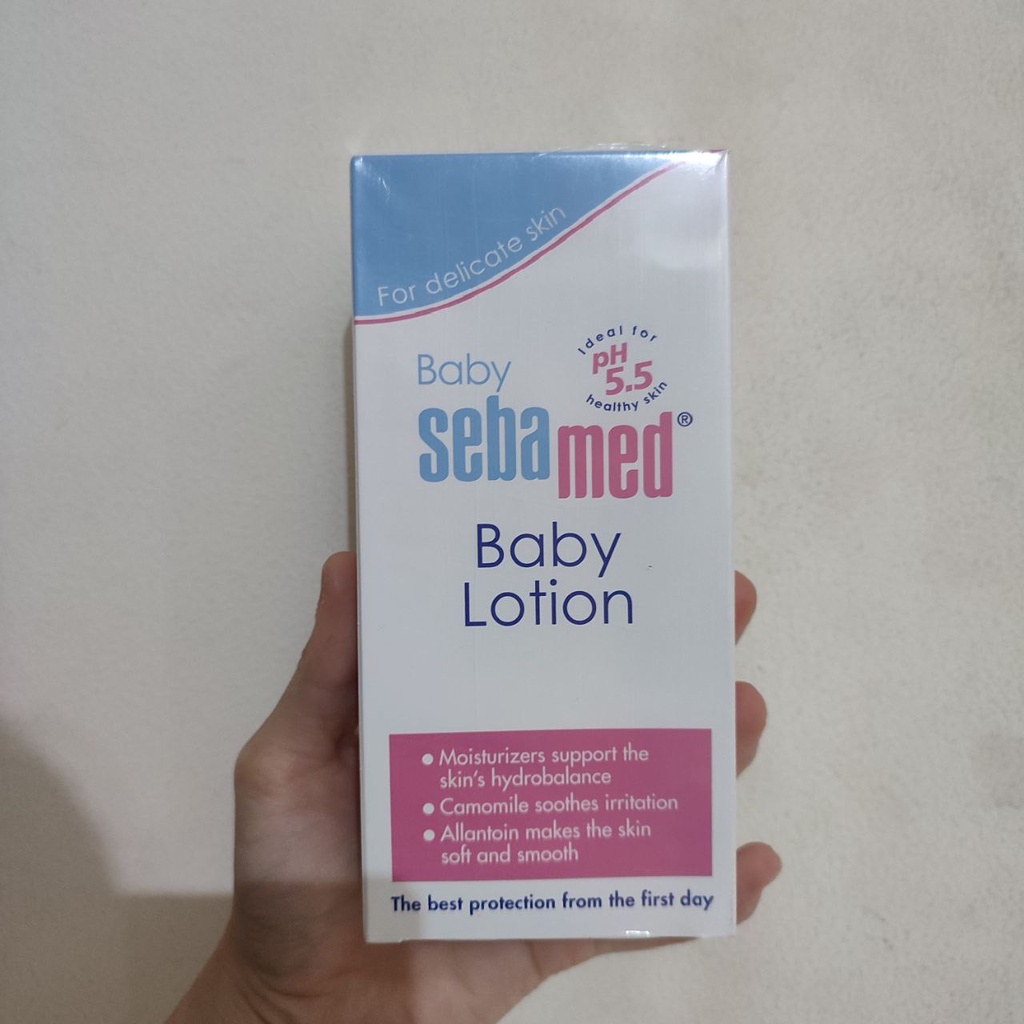 For delicate skin
Ideal for
pH
5.5
healthy skin
Baby
sebamed®
Baby
Lotion
● Moisturizers support the
skin's hydrobalance
● Camomile soothes irritation
● Allantoin makes the skin
soft and smooth
The best protection from the first day